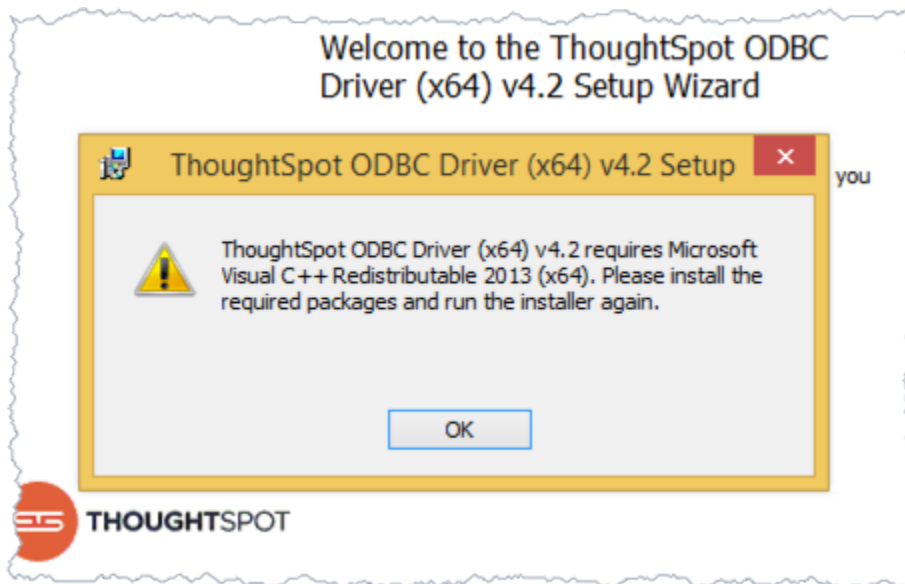 Welcome to the ThoughtSpot ODBC
Driver (x64) v4.2 Setup Wizard
ThoughtSpot ODBC Driver (x64) v4.2 Setup
you
ThoughtSpot ODBC Driver (x64) v4.2 requires Microsoft
Visual C++ Redistributable 2013 (x64). Please install the
required packages and run the installer again.
OK
THOUGHTSPOT